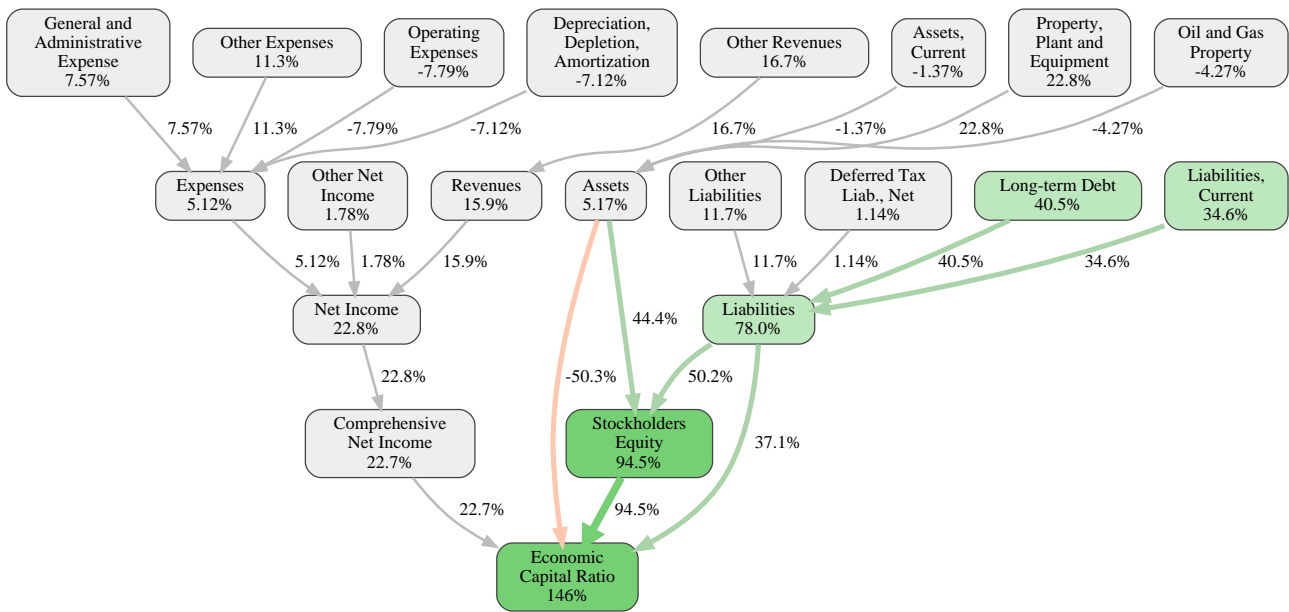 General and
Administrative
Expense
7.57%
Other Expenses
11.3%
Operating
Expenses
-7.79%
Depreciation,
Depletion,
Amortization
-7.12%
Other Revenues
16.7%
Assets,
Current
-1.37%
Property,
Plant and
Equipment
22.8%
Oil and Gas
Property
-4.27%
7.57%
11.3%
-7.79%
-7.12%
16.7%
-1.37%
22.8%
-4.27%
Expenses
5.12%
Other Net
Income
1.78%
Revenues
15.9%
Assets
5.17%
Other
Liabilities
11.7%
Deferred Tax
Liab., Net
1.14%
Long-term Debt
40.5%
Liabilities,
Current
34.6%
5.12%
1.78%
15.9%
11.7%
1.14%
40.5%
34.6%
Net Income
22.8%
44.4%
Liabilities
78.0%
22.8%
-50.3%
50.2%
Comprehensive
Net Income
22.7%
Stockholders
Equity
94.5%
37.1%
22.7%
94.5%
Economic
Capital Ratio
146%